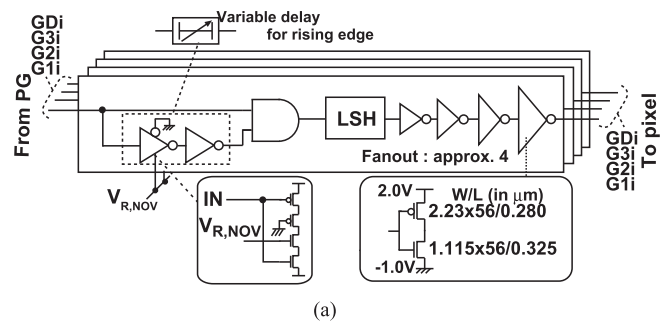 Variable delay
for rising edge
GDi
G3i
G2i
G1i
From PG
LSH
Fanout : approx. 4
To pixel
GDi
G3i
G2i
G1i
VR,NOV
IN
VR,NOV
2.0V
W/L (in μm)
2.23x56/0.280
1.115x56/0.325
-1.0V
(a)